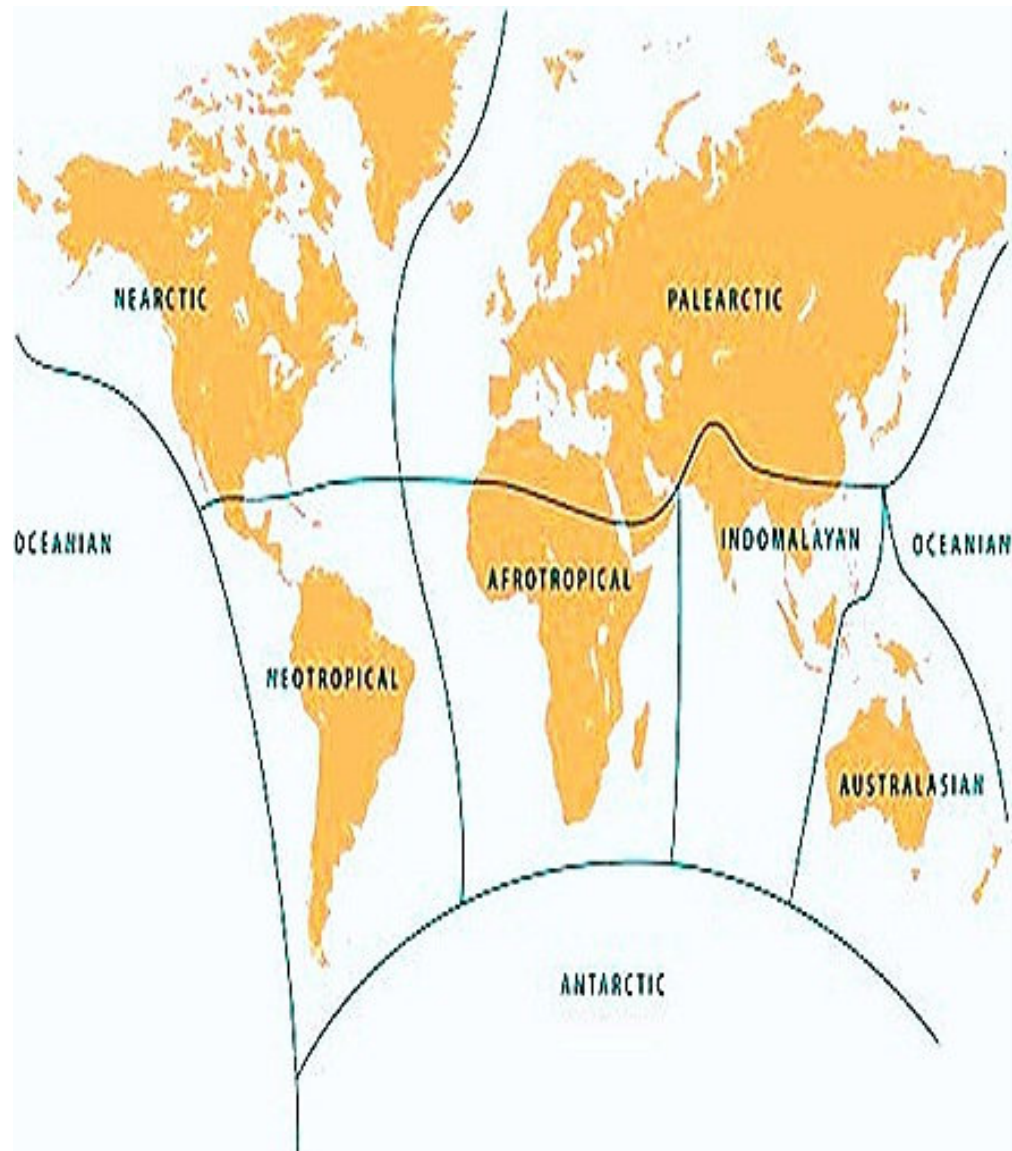 NEARCTIC
PALEARCTIC
OCEANIAN
INDOMALAYAN
OCEANIAN
AFROTROPICAL
NEOTROPICAL
AUSTRALASIAN
ANTARCTIC